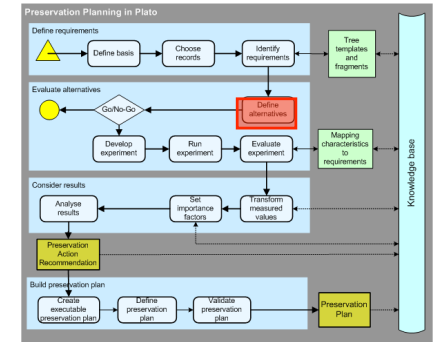 Preservation Planning in Plato
Define requirements
Define basis
Choose
records
Identify
requirements
Tree
templates
and
fragments
Evaluate alternatives
Go/No-Go
Define
alternatives
Develop
experiment
Run
experiment
Evaluate
experiment
Mapping
characteristics
to
requirements
Knowledge base
Consider results
Analyse
results
Set
importance
factors
Transform
measured
values
Preservation
Action
Recommendation
Build preservation plan
Create
executable
preservation plan
Define
preservation
plan
Validate
preservation
plan
Preservation
Plan